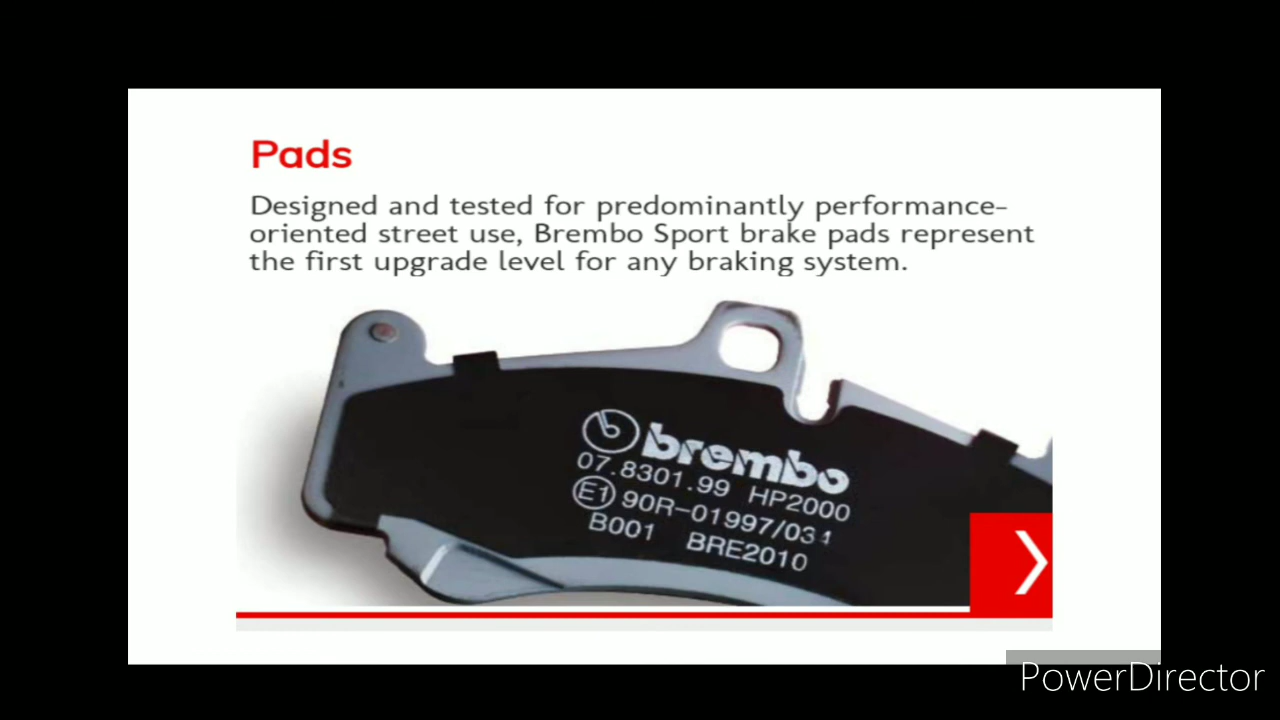 Pads
Designed and tested for predominantly performance-
oriented street use, Brembo Sport brake pads represent
the first upgrade level for any braking system.
brembo
07.8301.99 HP2000
E1 90R-01997/034
B001 BRE2010
PowerDirector